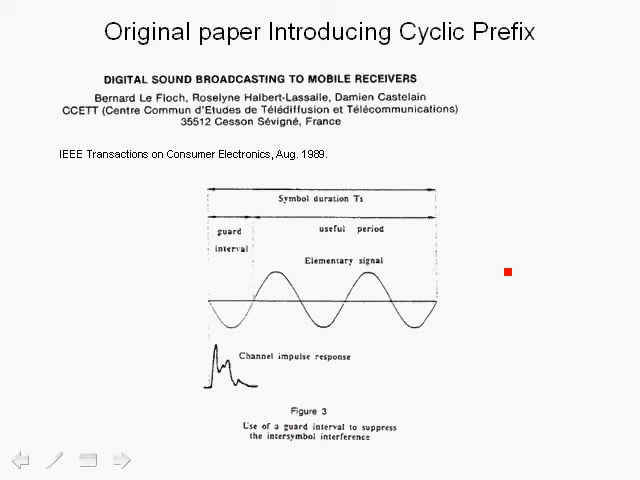 Original paper Introducing Cyclic Prefix
DIGITAL SOUND BROADCASTING TO MOBILE RECEIVERS
Bernard Le Floch, Roselyne Halbert-Lassalle, Damien Castelain
CCETT (Centre Commun d'Etudes de Télédiffusion et Télécommunications)
35512 Cesson Sévigné, France
IEEE Transactions on Consumer Electronics, Aug. 1989.
Symbol duration Ts
guard
interval
useful period
Elementary signal
Channel impulse response
Figure 3
Use of a guard interval to suppress
the intersymbol interference